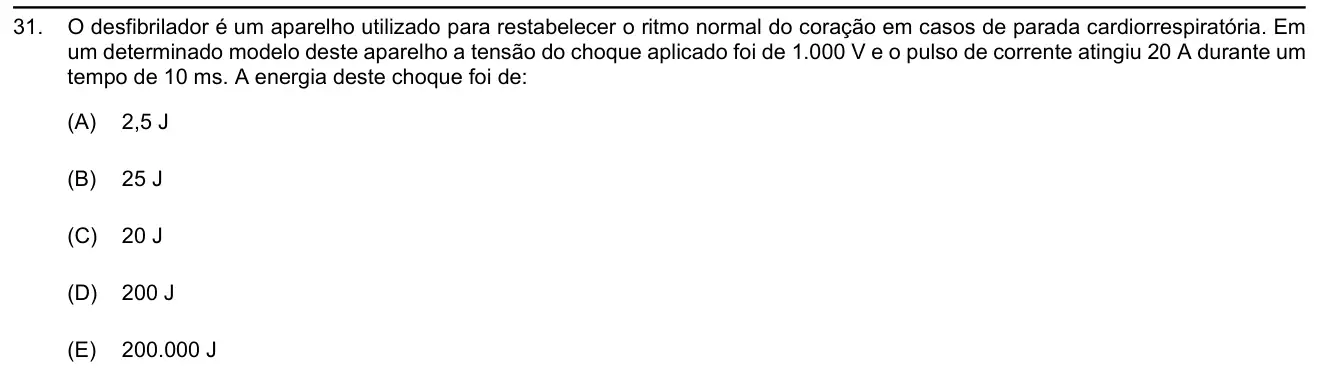 31. O desfibrilador é um aparelho utilizado para restabelecer o ritmo normal do coração em casos de parada cardiorrespiratória. Em
um determinado modelo deste aparelho a tensão do choque aplicado foi de 1.000 V e o pulso de corrente atingiu 20 A durante um
tempo de 10 ms. A energia deste choque foi de:
(A) 2,5 J
(B) 25 J
(C) 20 J
(D) 200 J
(E) 200.000 J